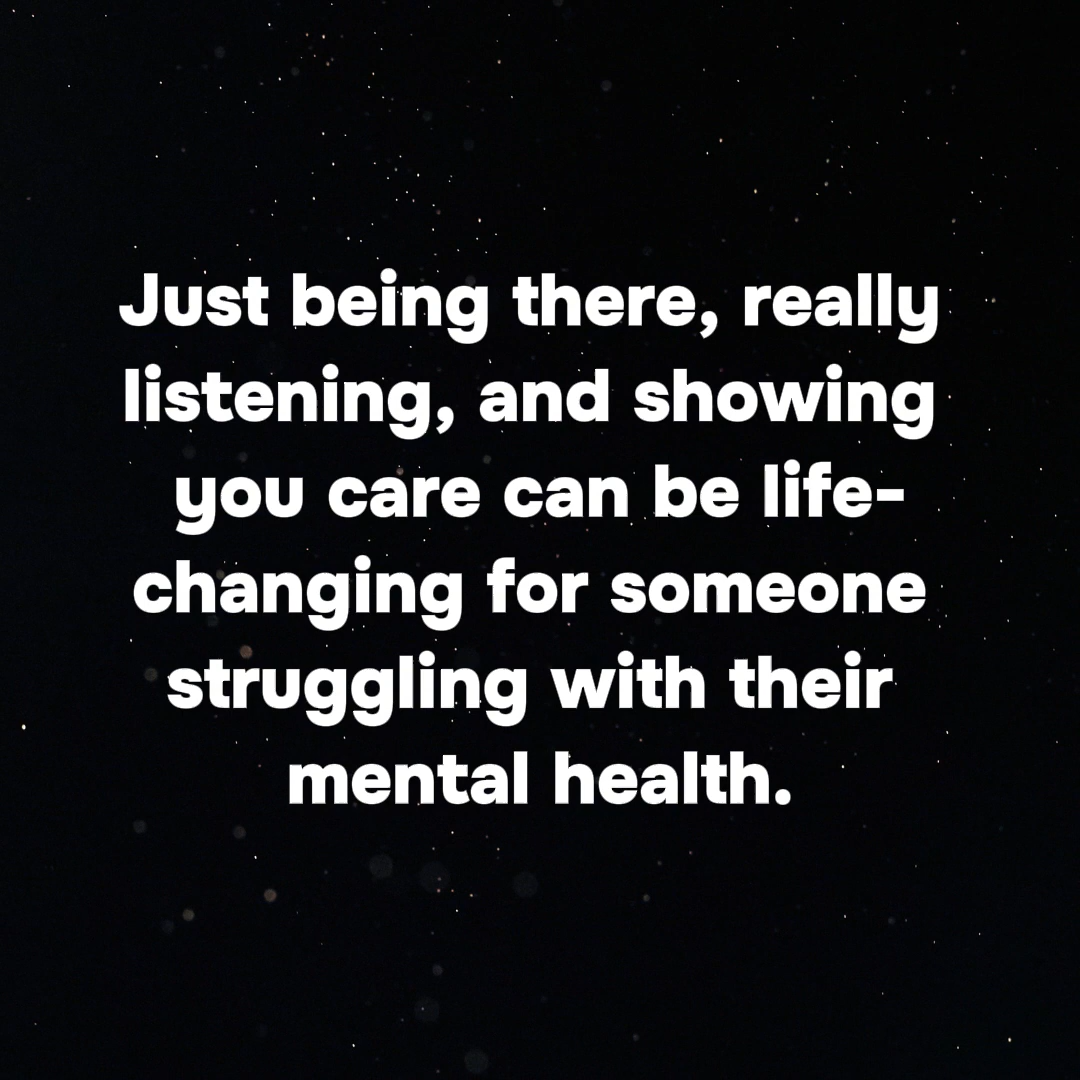 Just being there, really
listening, and showing
you care can be life-
changing for someone
struggling with their
mental health.